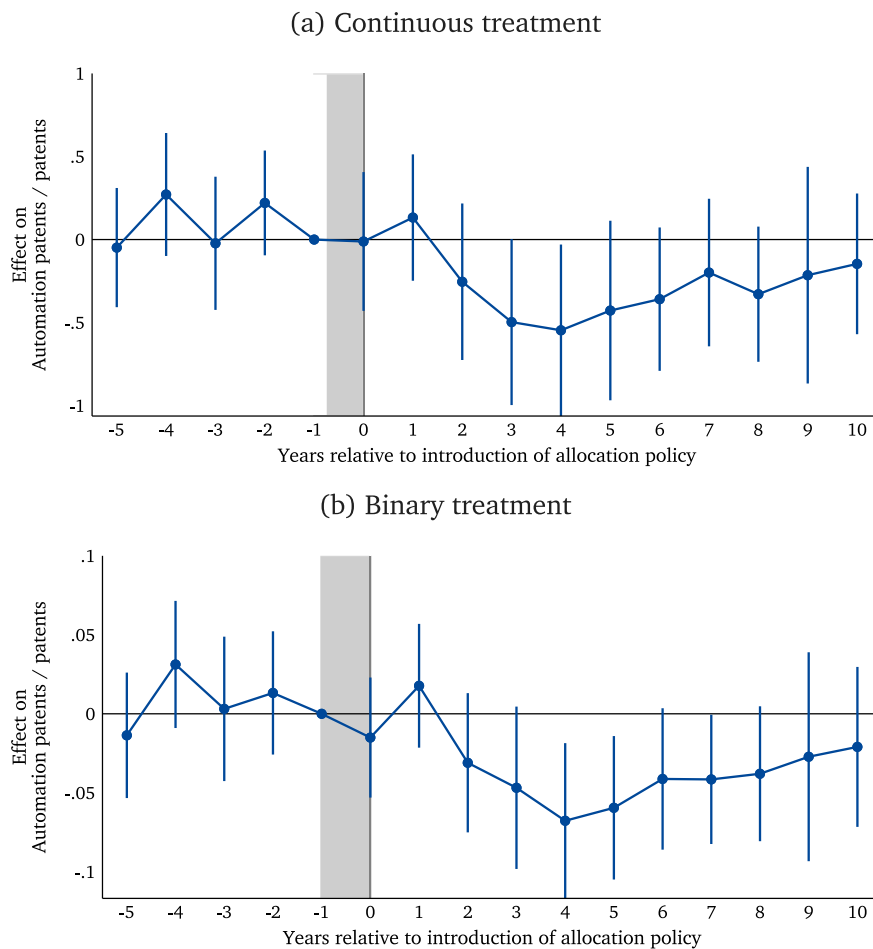 (a) Continuous treatment
Effect on
Automation patents / patents
1
.5
0
-.5
-1
-5 -4 -3 -2 -1 0 1 2 3 4 5 6 7 8 9 10
Years relative to introduction of allocation policy
(b) Binary treatment
Effect on
Automation patents / patents
.1
.05
0
-.05
-.1
-5 -4 -3 -2 -1 0 1 2 3 4 5 6 7 8 9 10
Years relative to introduction of allocation policy